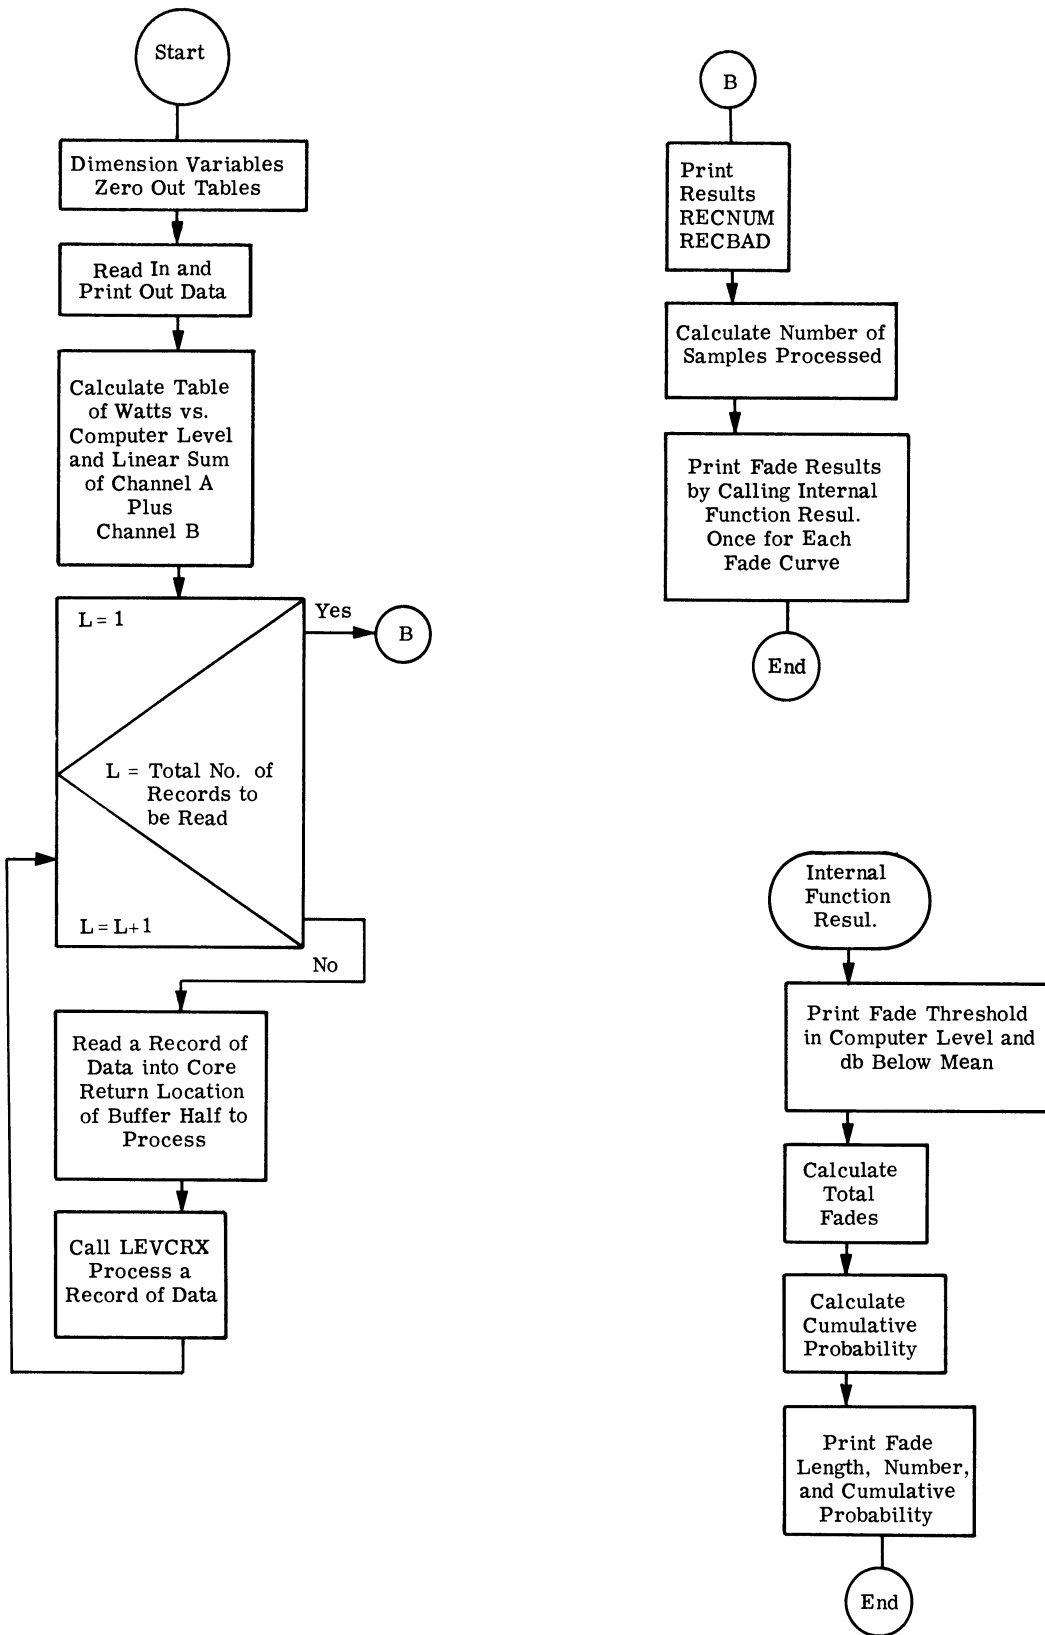 Start
Dimension Variables
Zero Out Tables
Read In and
Print Out Data
Calculate Table
of Watts vs.
Computer Level
and Linear Sum
of Channel A
Plus
Channel B
L = 1
Yes
B
L = Total No. of
Records to
be Read
L = L+1
No
Read a Record of
Data into Core
Return Location
of Buffer Half to
Process
Call LEVCRX
Process a
Record of Data
B
Print
Results
RECNUM
RECBAD
Calculate Number of
Samples Processed
Print Fade Results
by Calling Internal
Function Resul.
Once for Each
Fade Curve
End
Internal
Function
Resul.
Print Fade Threshold
in Computer Level and
db Below Mean
Calculate
Total
Fades
Calculate
Cumulative
Probability
Print Fade
Length, Number,
and Cumulative
Probability
End